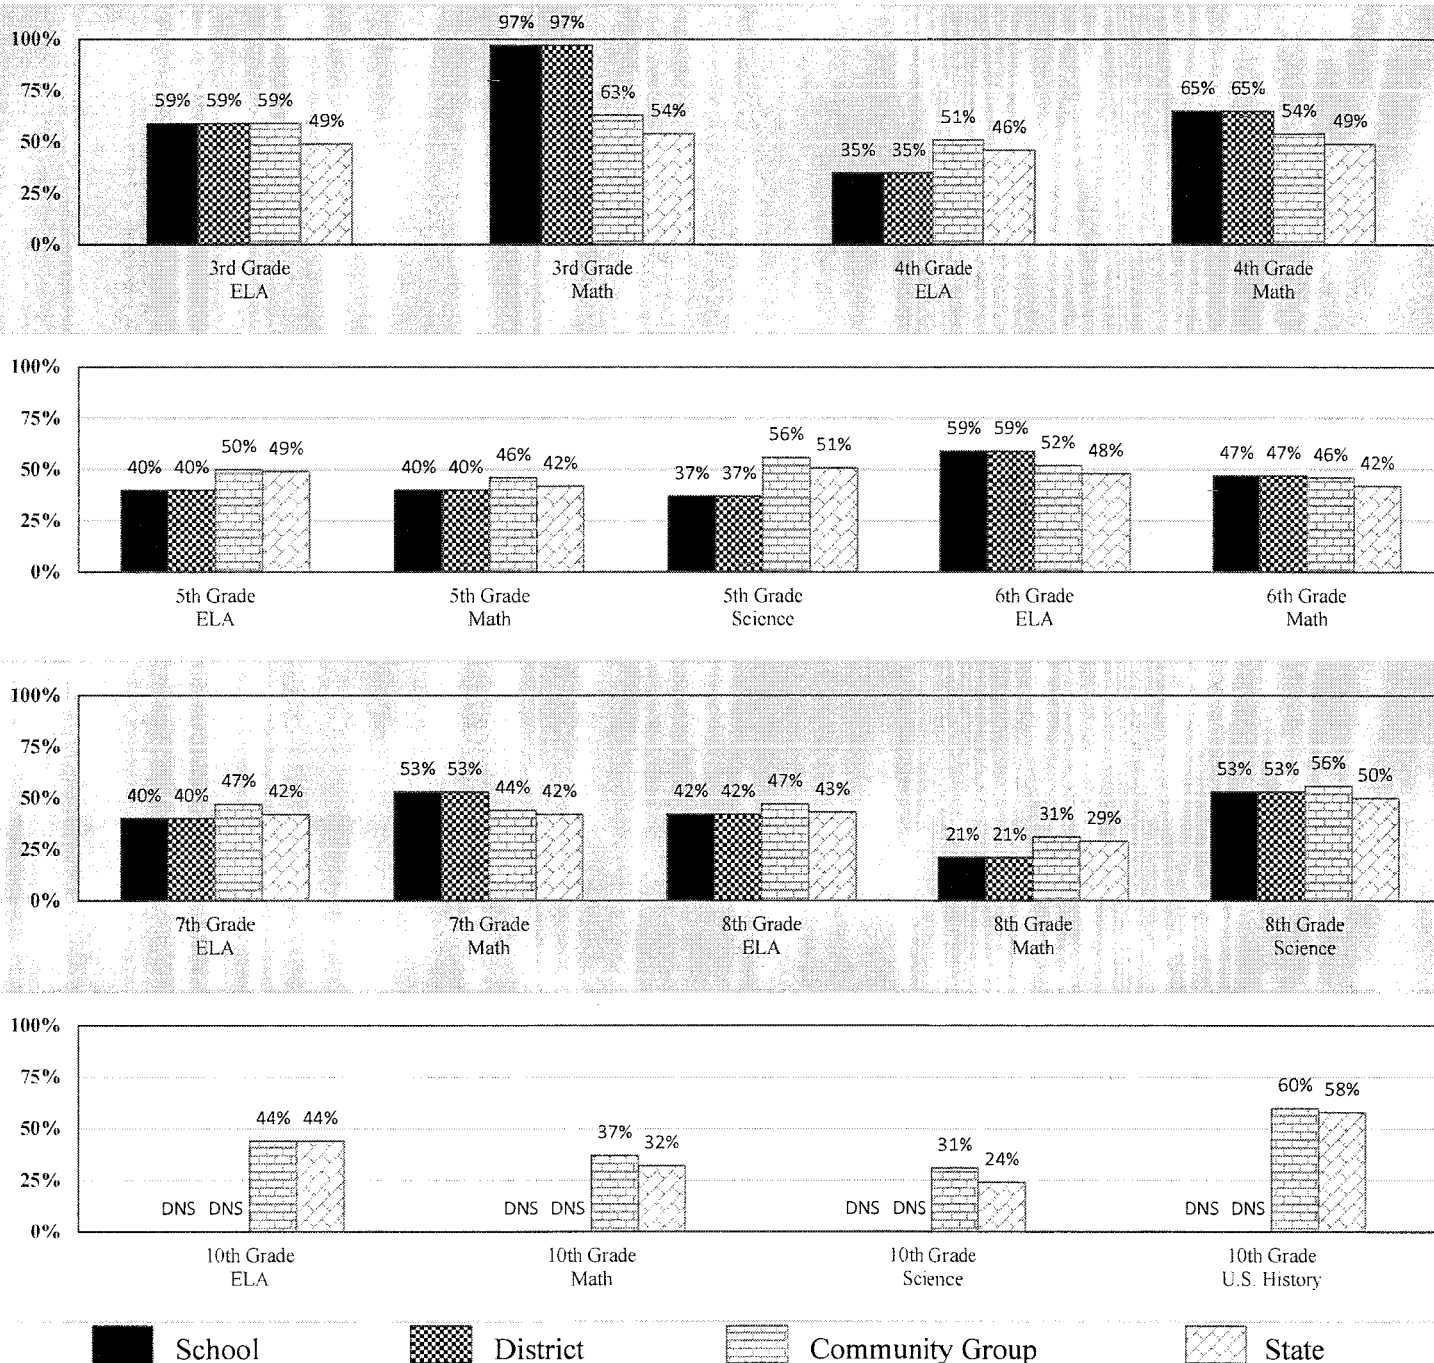 97% 97%
100%
75%
50%
25%
0%
59% 59% 59% 49%
63% 54%
35% 35% 51% 46%
65% 65% 54% 49%
3rd Grade
ELA
3rd Grade
Math
4th Grade
ELA
4th Grade
Math
100%
75%
50%
25%
0%
40% 40% 50% 49%
40% 40% 46% 42%
37% 37% 56% 51%
59% 59% 52% 48%
47% 47% 46% 42%
5th Grade
ELA
5th Grade
Math
5th Grade
Science
6th Grade
ELA
6th Grade
Math
100%
75%
50%
25%
0%
40% 40% 47% 42%
53% 53% 44% 42%
42% 42% 47% 43%
21% 21% 31% 29%
53% 53% 56% 50%
7th Grade
ELA
7th Grade
Math
8th Grade
ELA
8th Grade
Math
8th Grade
Science
100%
75%
50%
25%
0%
DNS DNS 44% 44%
DNS DNS 37% 32%
DNS DNS 31% 24%
DNS DNS 60% 58%
10th Grade
ELA
10th Grade
Math
10th Grade
Science
10th Grade
U.S. History
School District Community Group State